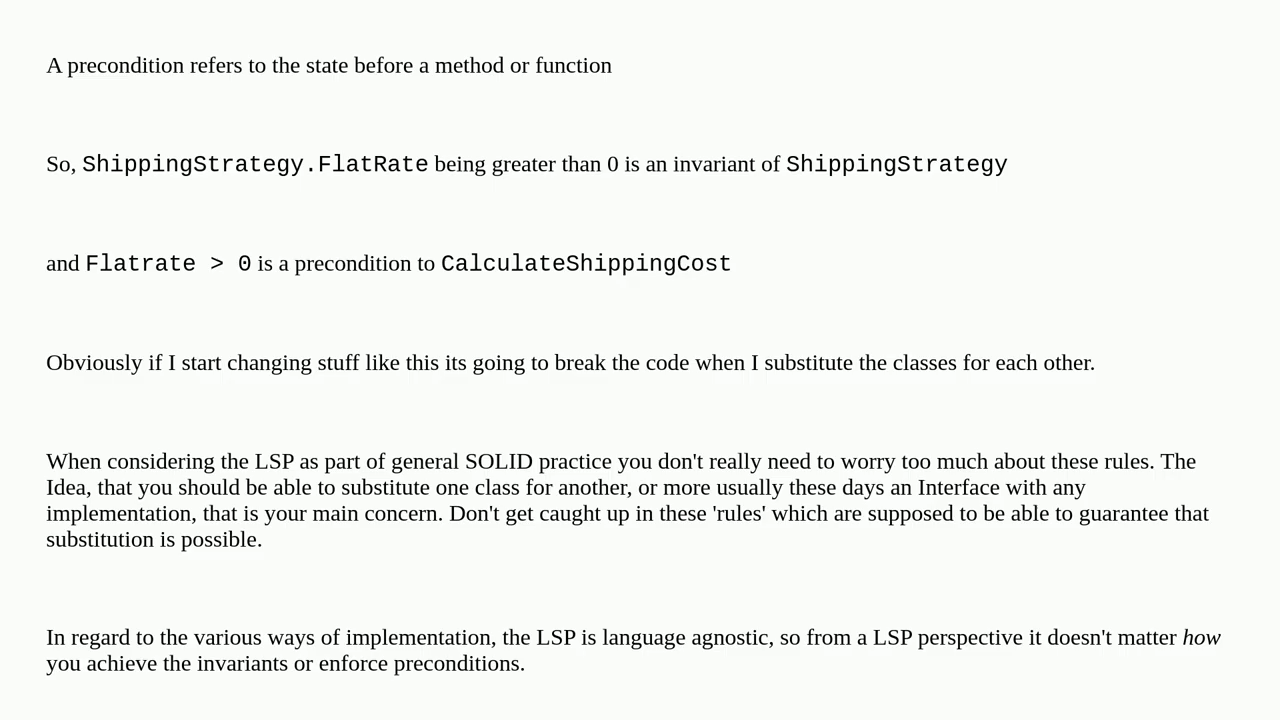 A precondition refers to the state before a method or function
So, ShippingStrategy.FlatRate being greater than 0 is an invariant of ShippingStrategy
and Flatrate > 0 is a precondition to CalculateShippingCost
Obviously if I start changing stuff like this its going to break the code when I substitute the classes for each other.
When considering the LSP as part of general SOLID practice you don't really need to worry too much about these rules. The
Idea, that you should be able to substitute one class for another, or more usually these days an Interface with any
implementation, that is your main concern. Don't get caught up in these 'rules' which are supposed to be able to guarantee that
substitution is possible.
In regard to the various ways of implementation, the LSP is language agnostic, so from a LSP perspective it doesn't matter how
you achieve the invariants or enforce preconditions.